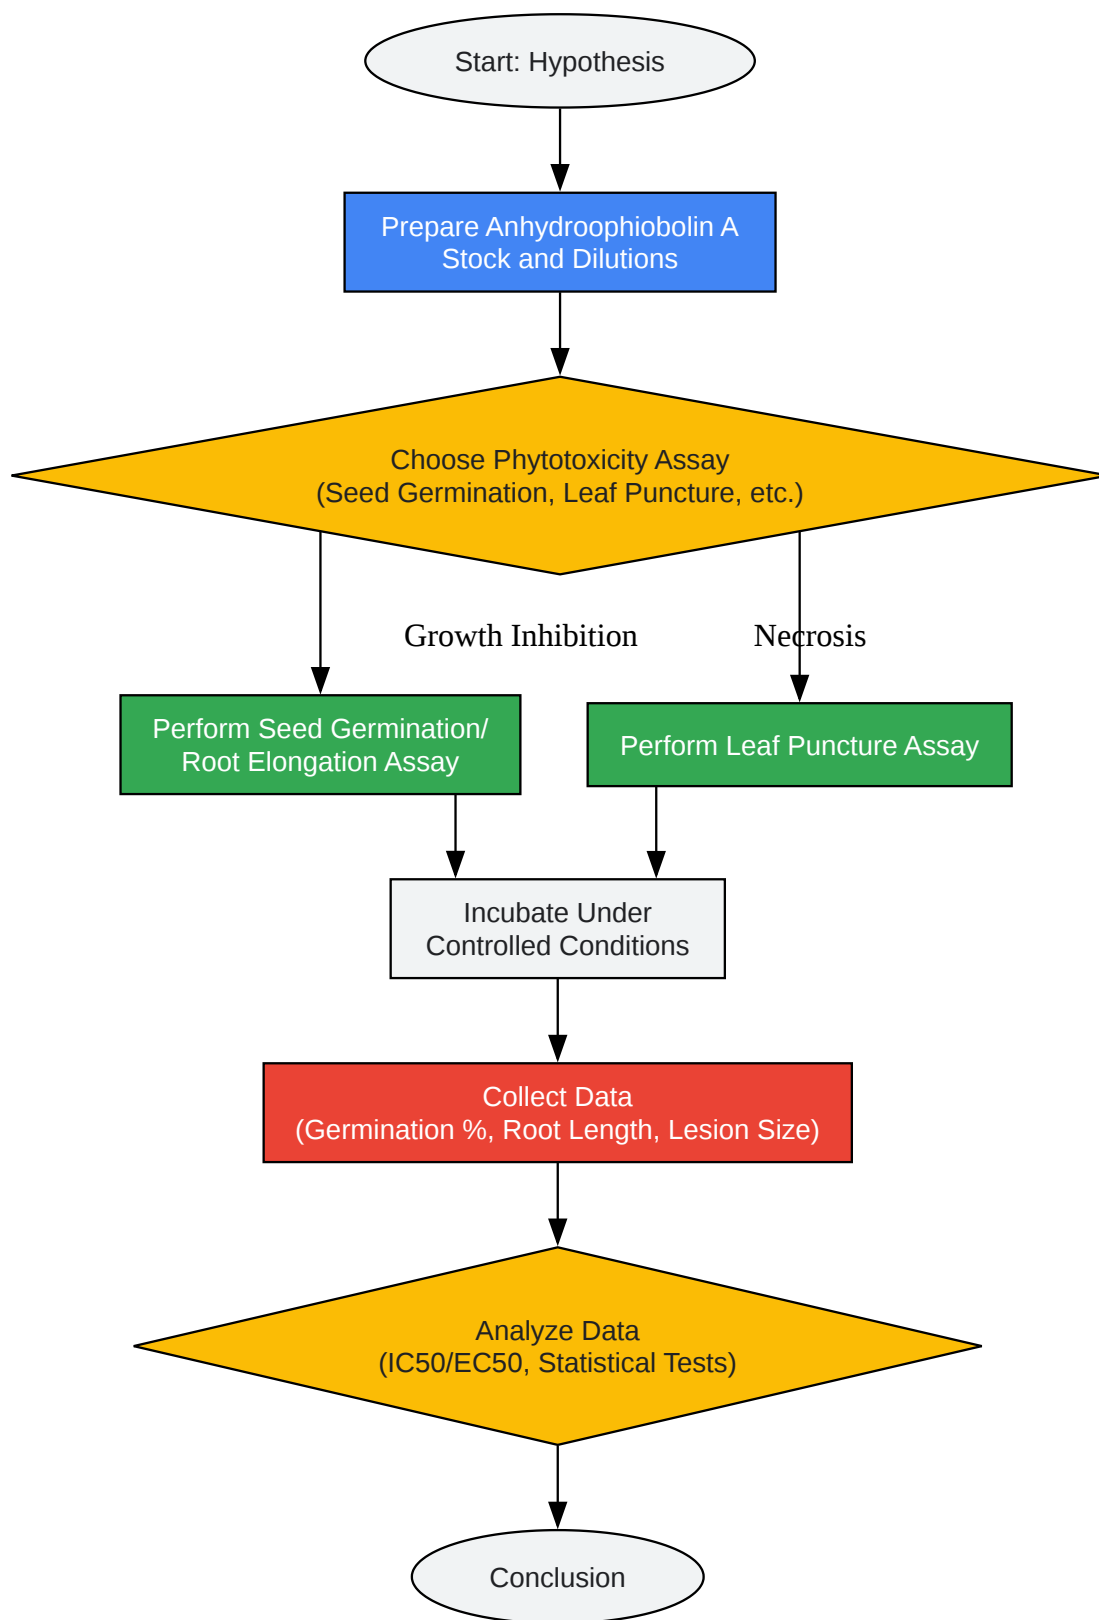 Start: Hypothesis
Prepare Anhydroophiobolin A
Stock and Dilutions
Choose Phytotoxicity Assay
(Seed Germination, Leaf Puncture, etc.)
Growth Inhibition
Necrosis
Perform Seed Germination/
Root Elongation Assay
Perform Leaf Puncture Assay
Incubate Under
Controlled Conditions
Collect Data
(Germination %, Root Length, Lesion Size)
Analyze Data
(IC50/EC50, Statistical Tests)
Conclusion